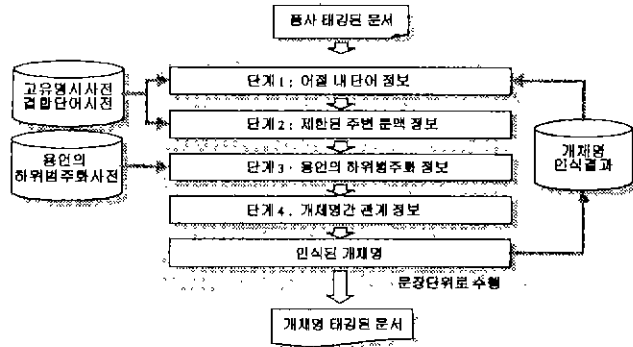 품사 태깅된 문서
고유명사사전
결합단어사전
단계 1 : 어절 내 단어 정보
단계 2 : 제한된 주변 문맥 정보
용언의
하위범주화사전
단계 3 : 용언의 하위범주화 정보
개체명
인식결과
단계 4 : 개체명간 관계 정보
인식된 개체명
문장단위로 수행
개체명 태깅된 문서